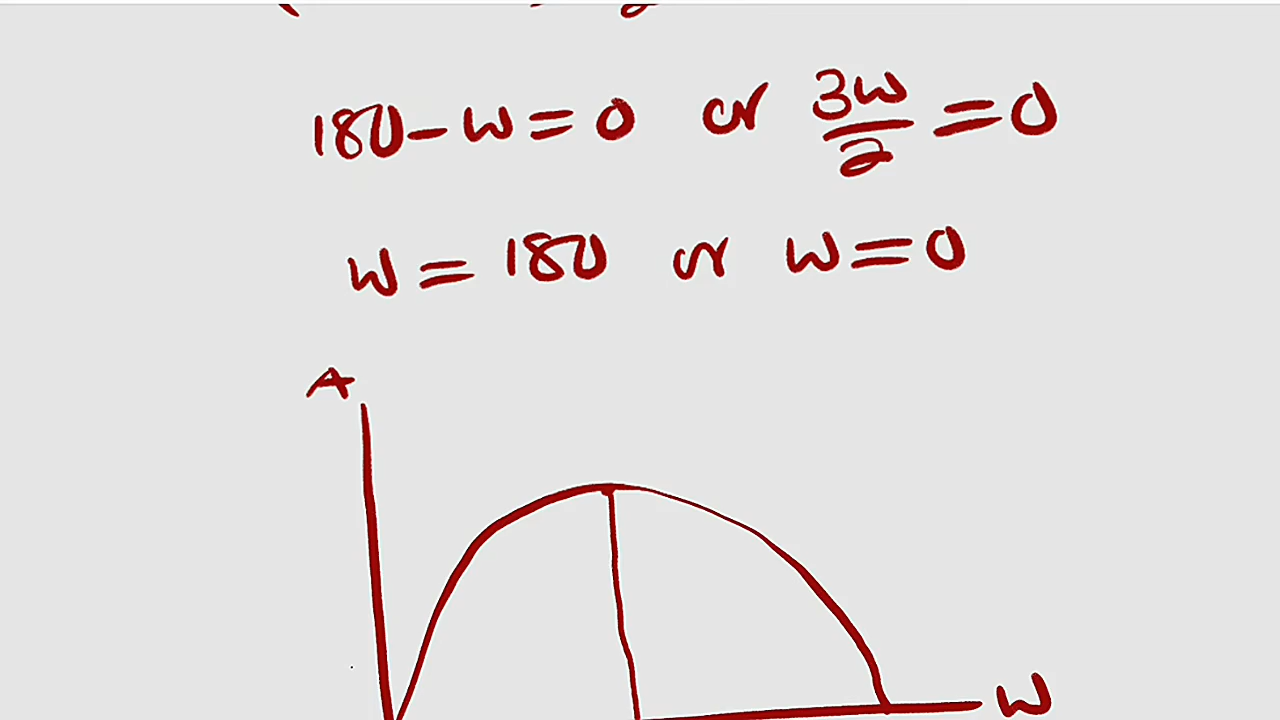 180 - w = 0 or 3w/2 = 0
w = 180 or w = 0
A
w